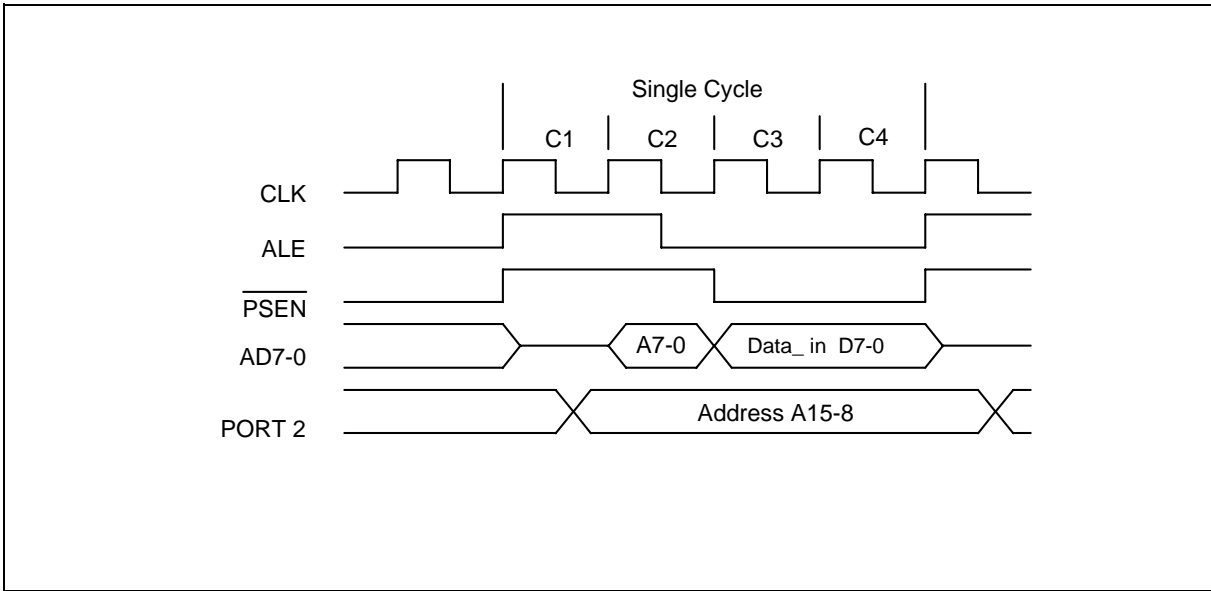 Single Cycle
C1 C2 C3 C4
CLK
ALE
PSEN
AD7-0 A7-0 Data_ in D7-0
PORT 2 Address A15-8